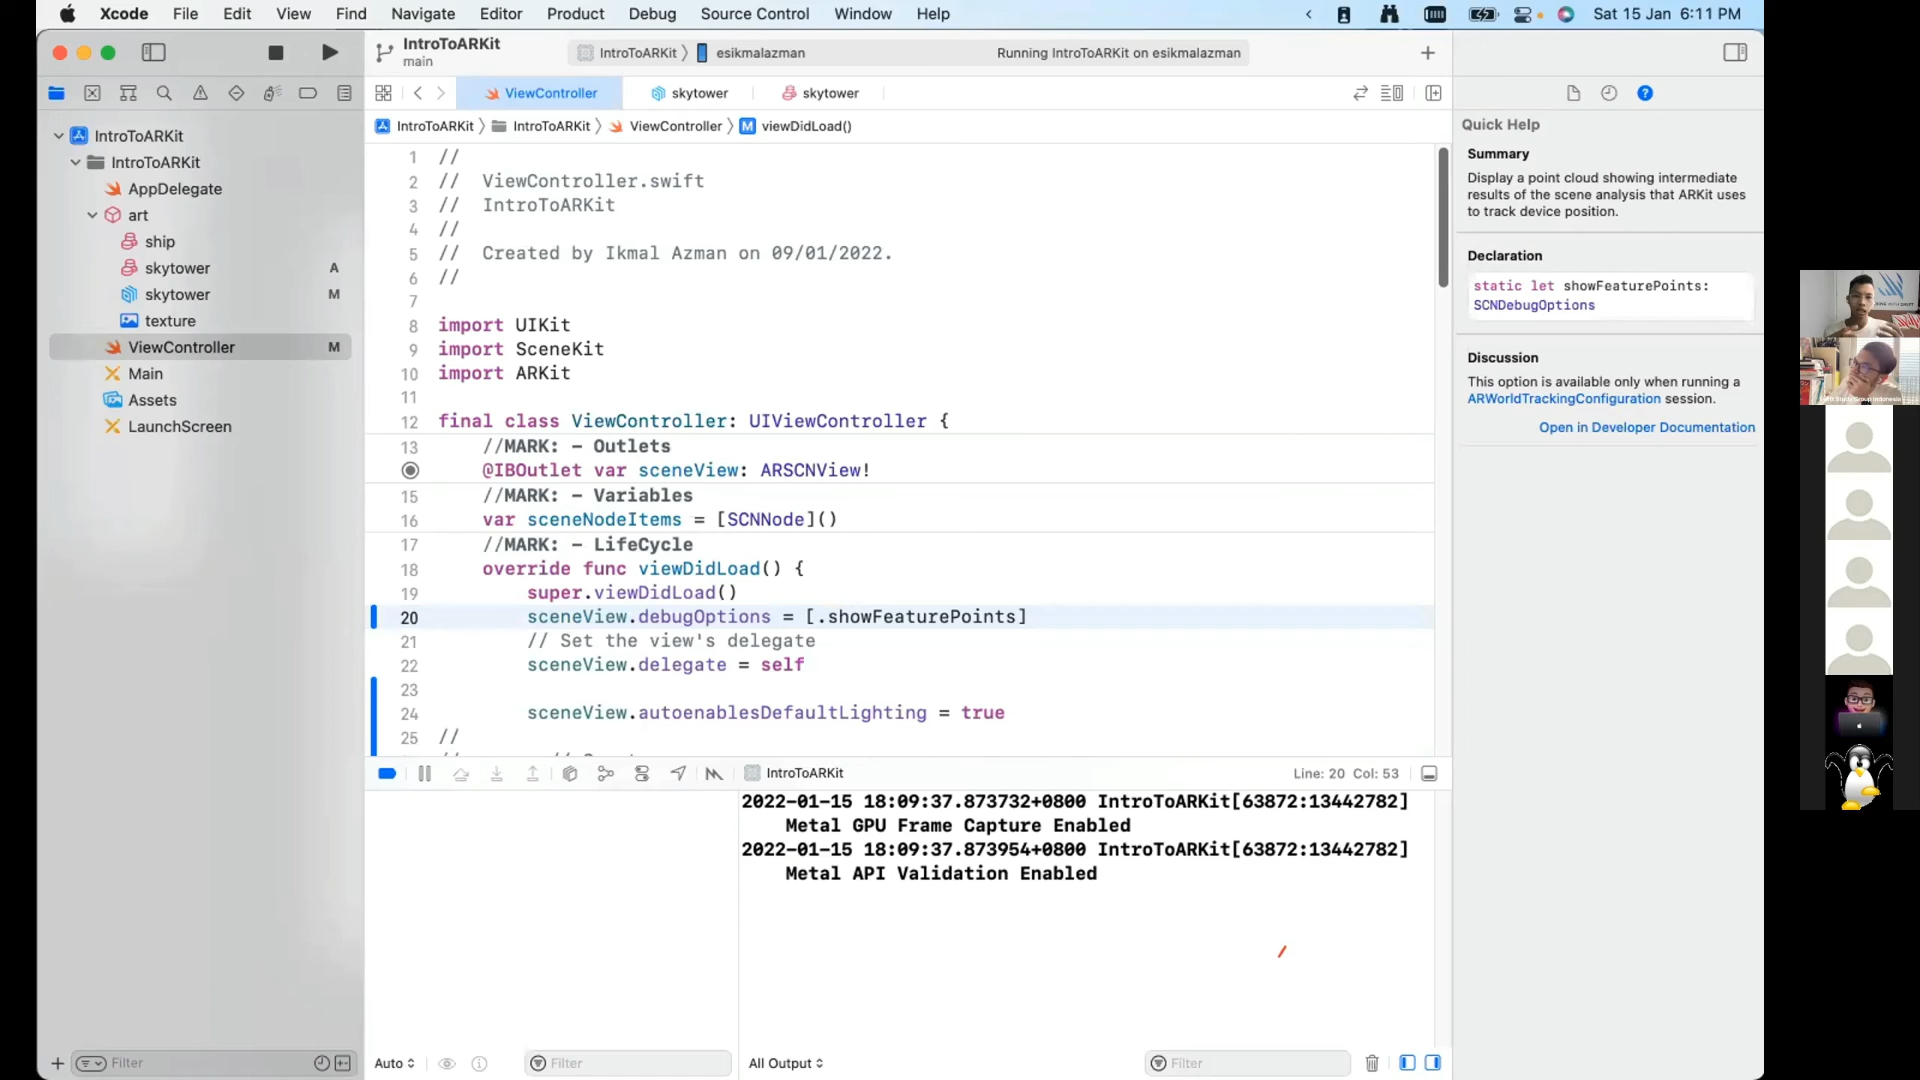 Xcode File Edit View Find Navigate Editor Product Debug Source Control Window Help Sat 15 Jan 6:11 PM
IntroToARKit
main
IntroToARKit esikmalazman Running IntroToARKit on esikmalazman
ViewController skytower skytower
IntroToARKit IntroToARKit ViewController M viewDidLoad()
IntroToARKit
IntroToARKit
AppDelegate
art
ship
skytower A
skytower M
texture
ViewController M
Main
Assets
LaunchScreen
Filter
1 //
2 //  ViewController.swift
3 //  IntroToARKit
4 //
5 //  Created by Ikmal Azman on 09/01/2022.
6 //
7
8 import UIKit
9 import SceneKit
10 import ARKit
11
12 final class ViewController: UIViewController {
13 //MARK: - Outlets
@IBOutlet var sceneView: ARSCNView!
15 //MARK: - Variables
16 var sceneNodeItems = [SCNNode]()
17 //MARK: - LifeCycle
18 override func viewDidLoad() {
19 super.viewDidLoad()
20 sceneView.debugOptions = [.showFeaturePoints]
21 // Set the view's delegate
22 sceneView.delegate = self
23
24 sceneView.autoenablesDefaultLighting = true
25 //
IntroToARKit Line: 20 Col: 53
2022-01-15 18:09:37.873732+0800 IntroToARKit[63872:13442782]
Metal GPU Frame Capture Enabled
2022-01-15 18:09:37.873954+0800 IntroToARKit[63872:13442782]
Metal API Validation Enabled
Auto Filter All Output Filter
Quick Help
Summary
Display a point cloud showing intermediate
results of the scene analysis that ARKit uses
to track device position.
Declaration
static let showFeaturePoints:
SCNDebugOptions
Discussion
This option is available only when running a
ARWorldTrackingConfiguration session.
Open in Developer Documentation